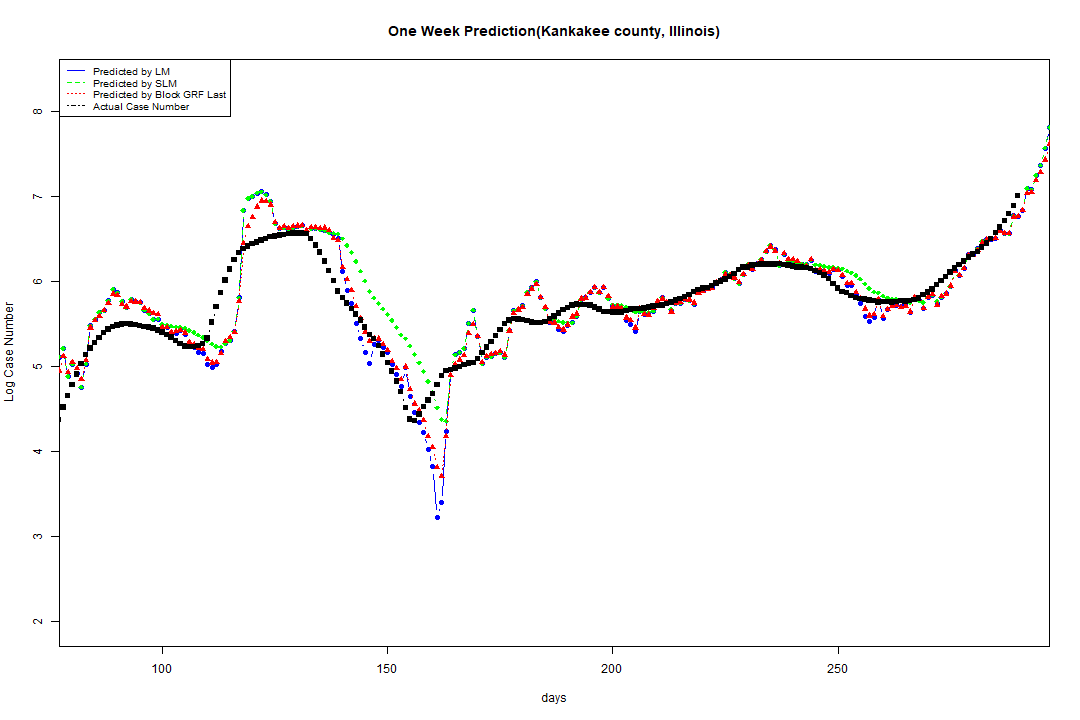 One Week Prediction(Kankakee county, Illinois)
Predicted by LM
Predicted by SLM
Predicted by Block GRF Last
Actual Case Number
8
7
6
5
4
3
2
Log Case Number
100 150 200 250
days